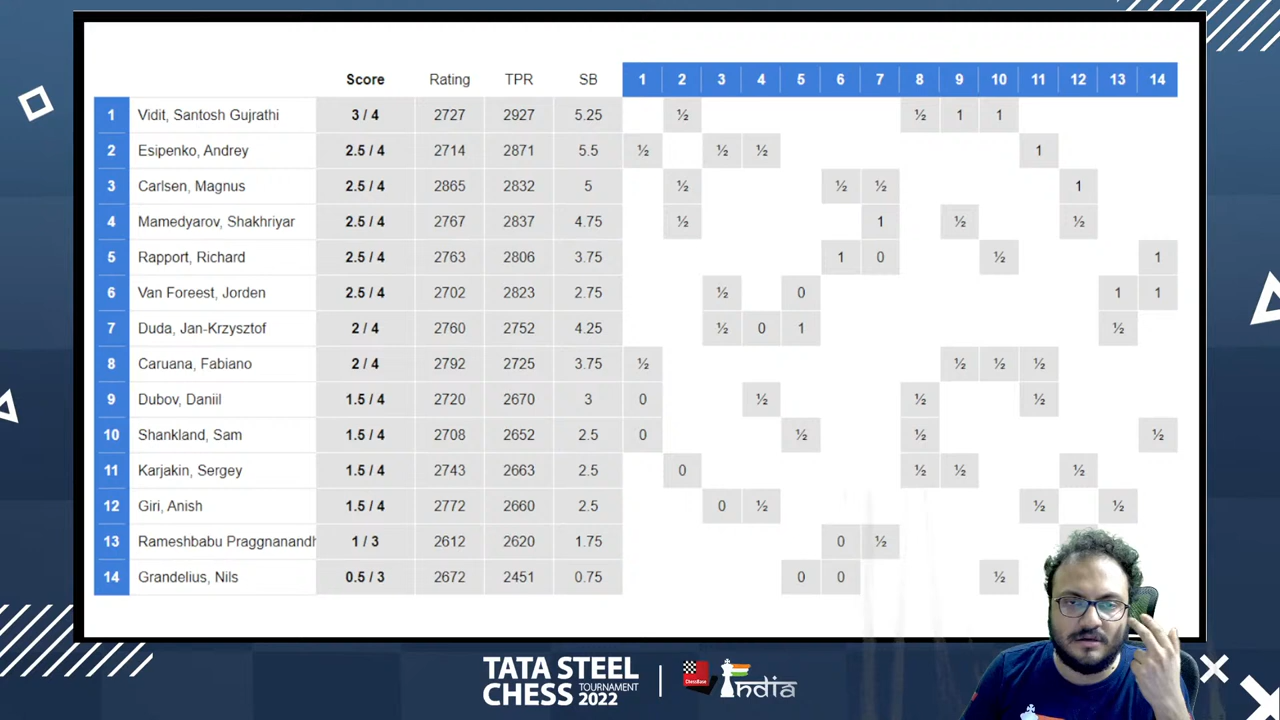 Score Rating TPR SB 1 2 3 4 5 6 7 8 9 10 11 12 13 14
1 Vidit, Santosh Gujrathi 3 / 4 2727 2927 5.25 ½ ½ 1 1
2 Esipenko, Andrey 2.5 / 4 2714 2871 5.5 ½ ½ ½ 1
3 Carlsen, Magnus 2.5 / 4 2865 2832 5 ½ ½ ½ 1
4 Mamedyarov, Shakhriyar 2.5 / 4 2767 2837 4.75 ½ 1 ½ ½
5 Rapport, Richard 2.5 / 4 2763 2806 3.75 1 0 ½ 1
6 Van Foreest, Jorden 2.5 / 4 2702 2823 2.75 ½ 0 1 1
7 Duda, Jan-Krzysztof 2 / 4 2760 2752 4.25 ½ 0 1 ½
8 Caruana, Fabiano 2 / 4 2792 2725 3.75 ½ ½ ½ ½
9 Dubov, Daniil 1.5 / 4 2720 2670 3 0 ½ ½ ½
10 Shankland, Sam 1.5 / 4 2708 2652 2.5 0 ½ ½ ½
11 Karjakin, Sergey 1.5 / 4 2743 2663 2.5 0 ½ ½ ½
12 Giri, Anish 1.5 / 4 2772 2660 2.5 0 ½ ½ ½
13 Rameshbabu Praggnanandh 1 / 3 2612 2620 1.75 0 ½
14 Grandelius, Nils 0.5 / 3 2672 2451 0.75 0 0 ½
TATA STEEL
CHESS TOURNAMENT 2022
ChessBase India